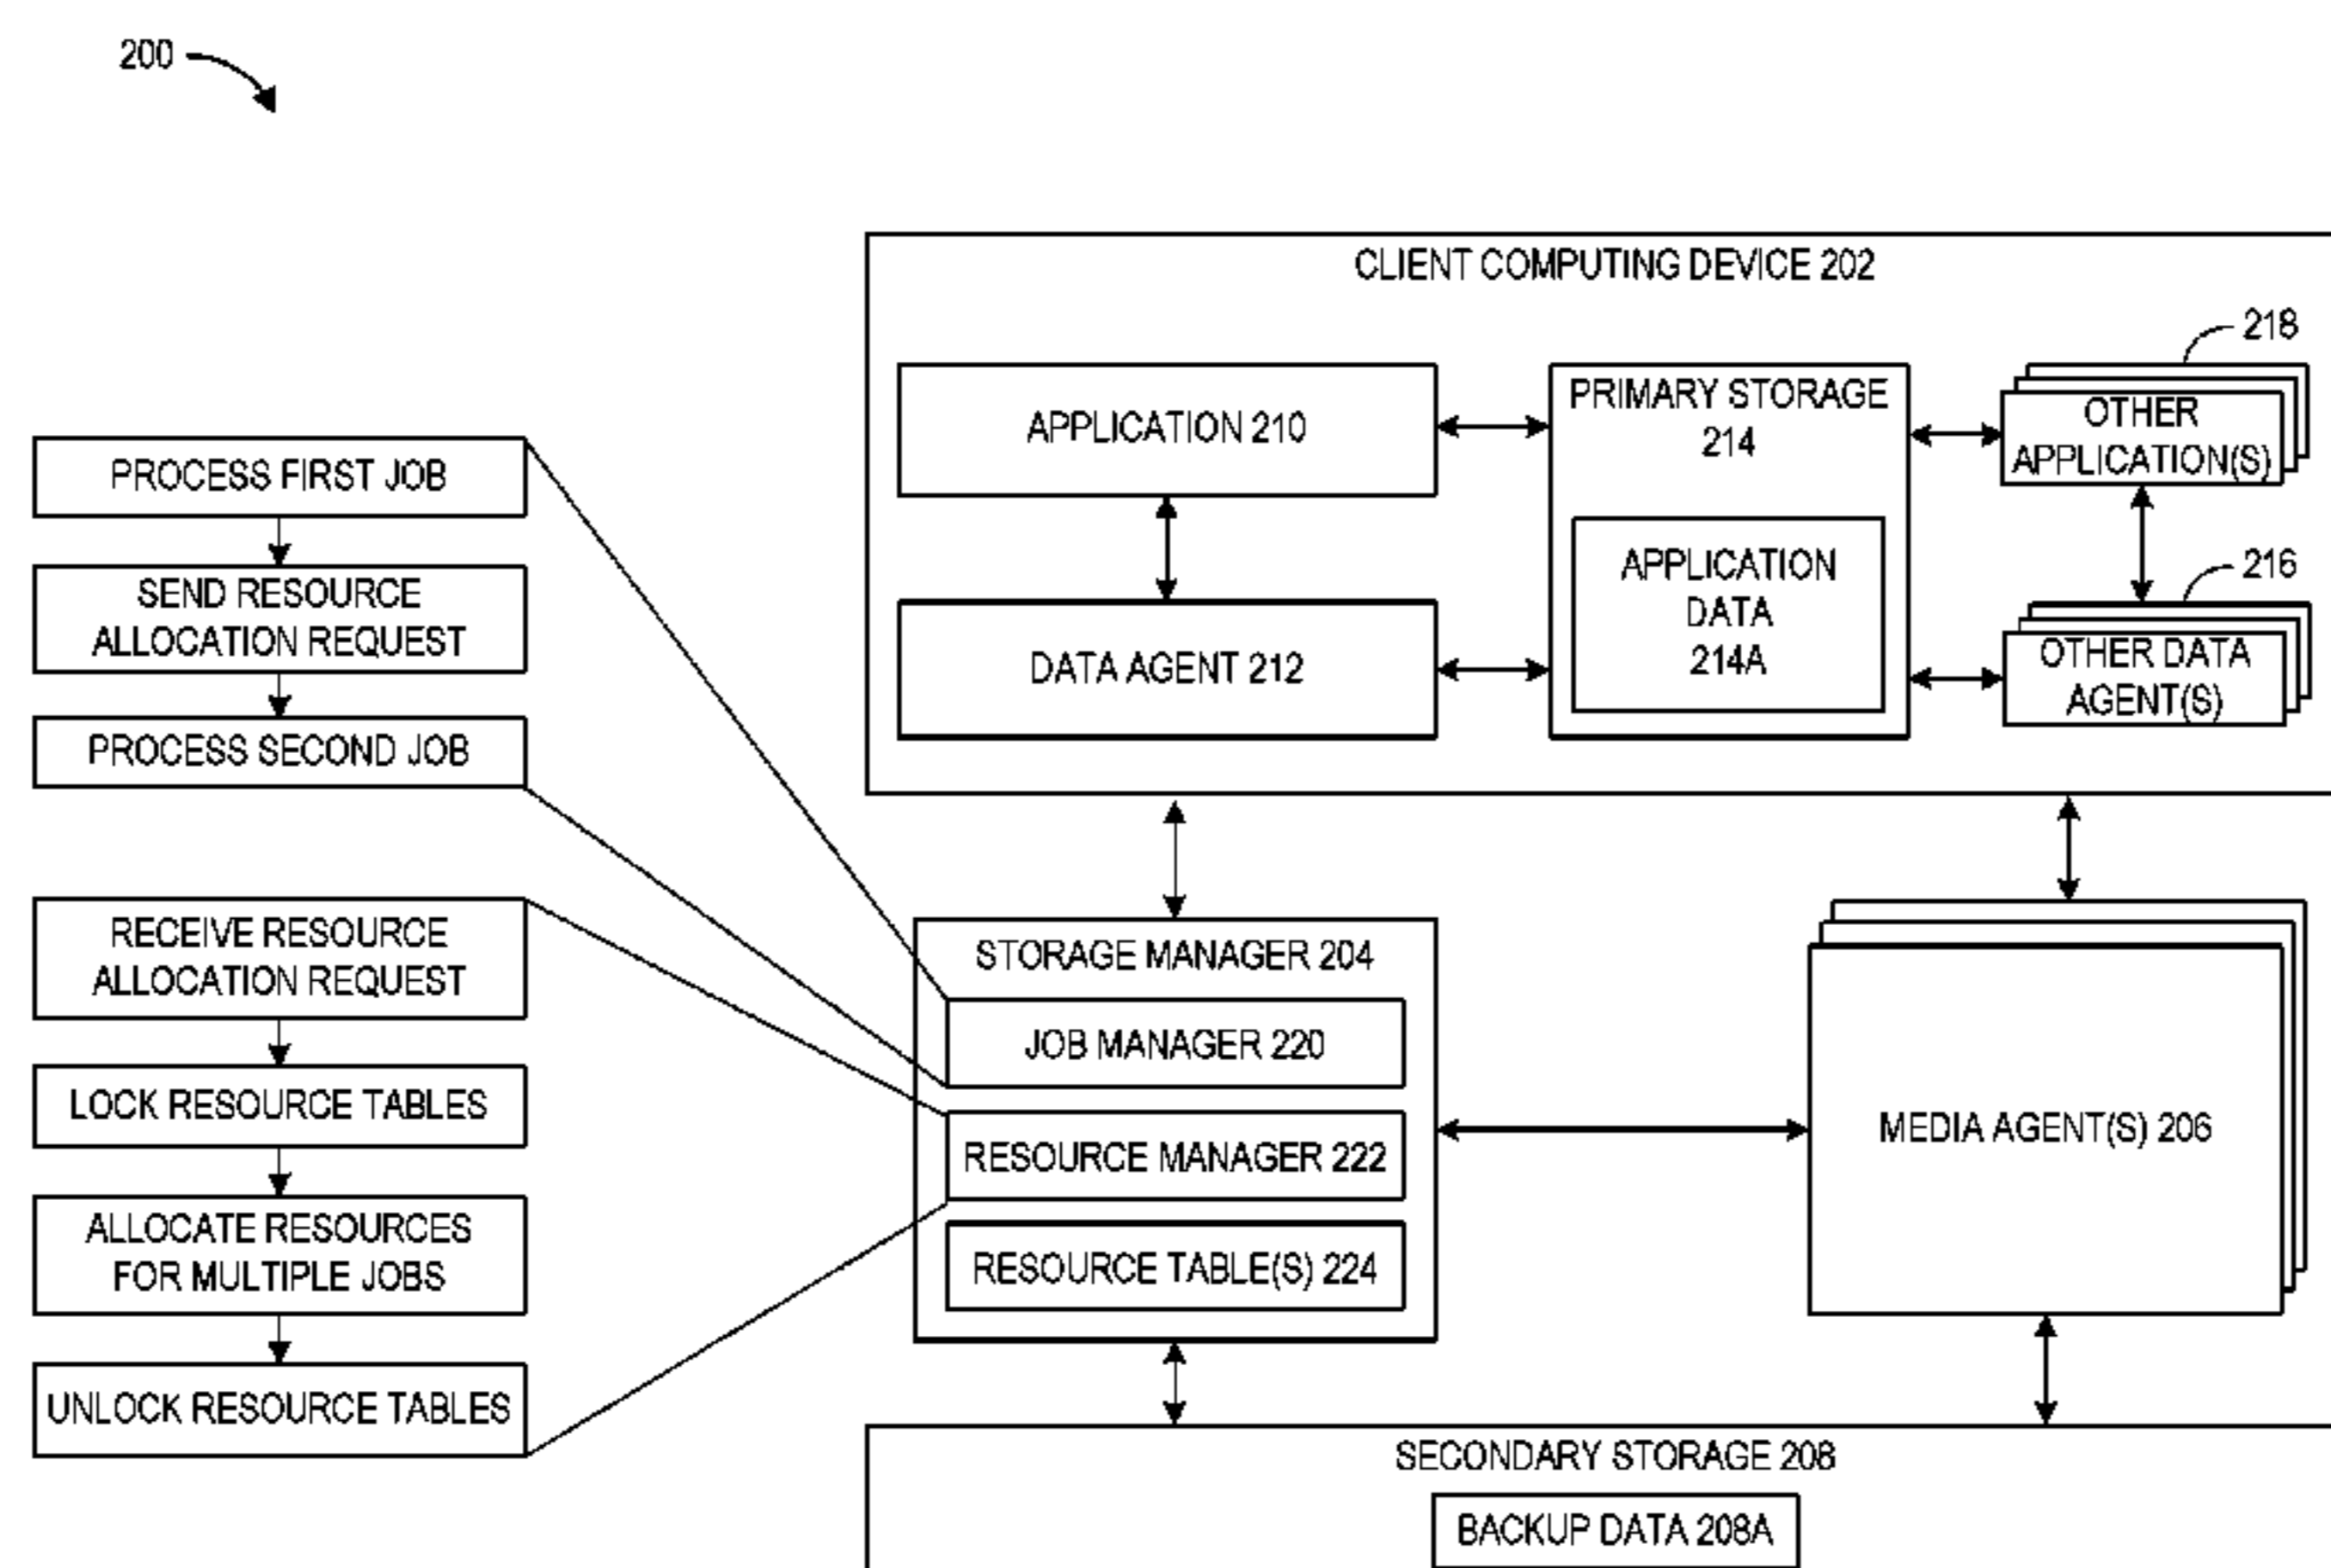 200
CLIENT COMPUTING DEVICE 202
218
APPLICATION 210
PRIMARY STORAGE
214
OTHER
APPLICATION(S)
APPLICATION
DATA
214A
216
DATA AGENT 212
OTHER DATA
AGENT(S)
PROCESS FIRST JOB
SEND RESOURCE
ALLOCATION REQUEST
PROCESS SECOND JOB
RECEIVE RESOURCE
ALLOCATION REQUEST
LOCK RESOURCE TABLES
ALLOCATE RESOURCES
FOR MULTIPLE JOBS
UNLOCK RESOURCE TABLES
STORAGE MANAGER 204
JOB MANAGER 220
RESOURCE MANAGER 222
RESOURCE TABLE(S) 224
MEDIA AGENT(S) 206
SECONDARY STORAGE 208
BACKUP DATA 208A